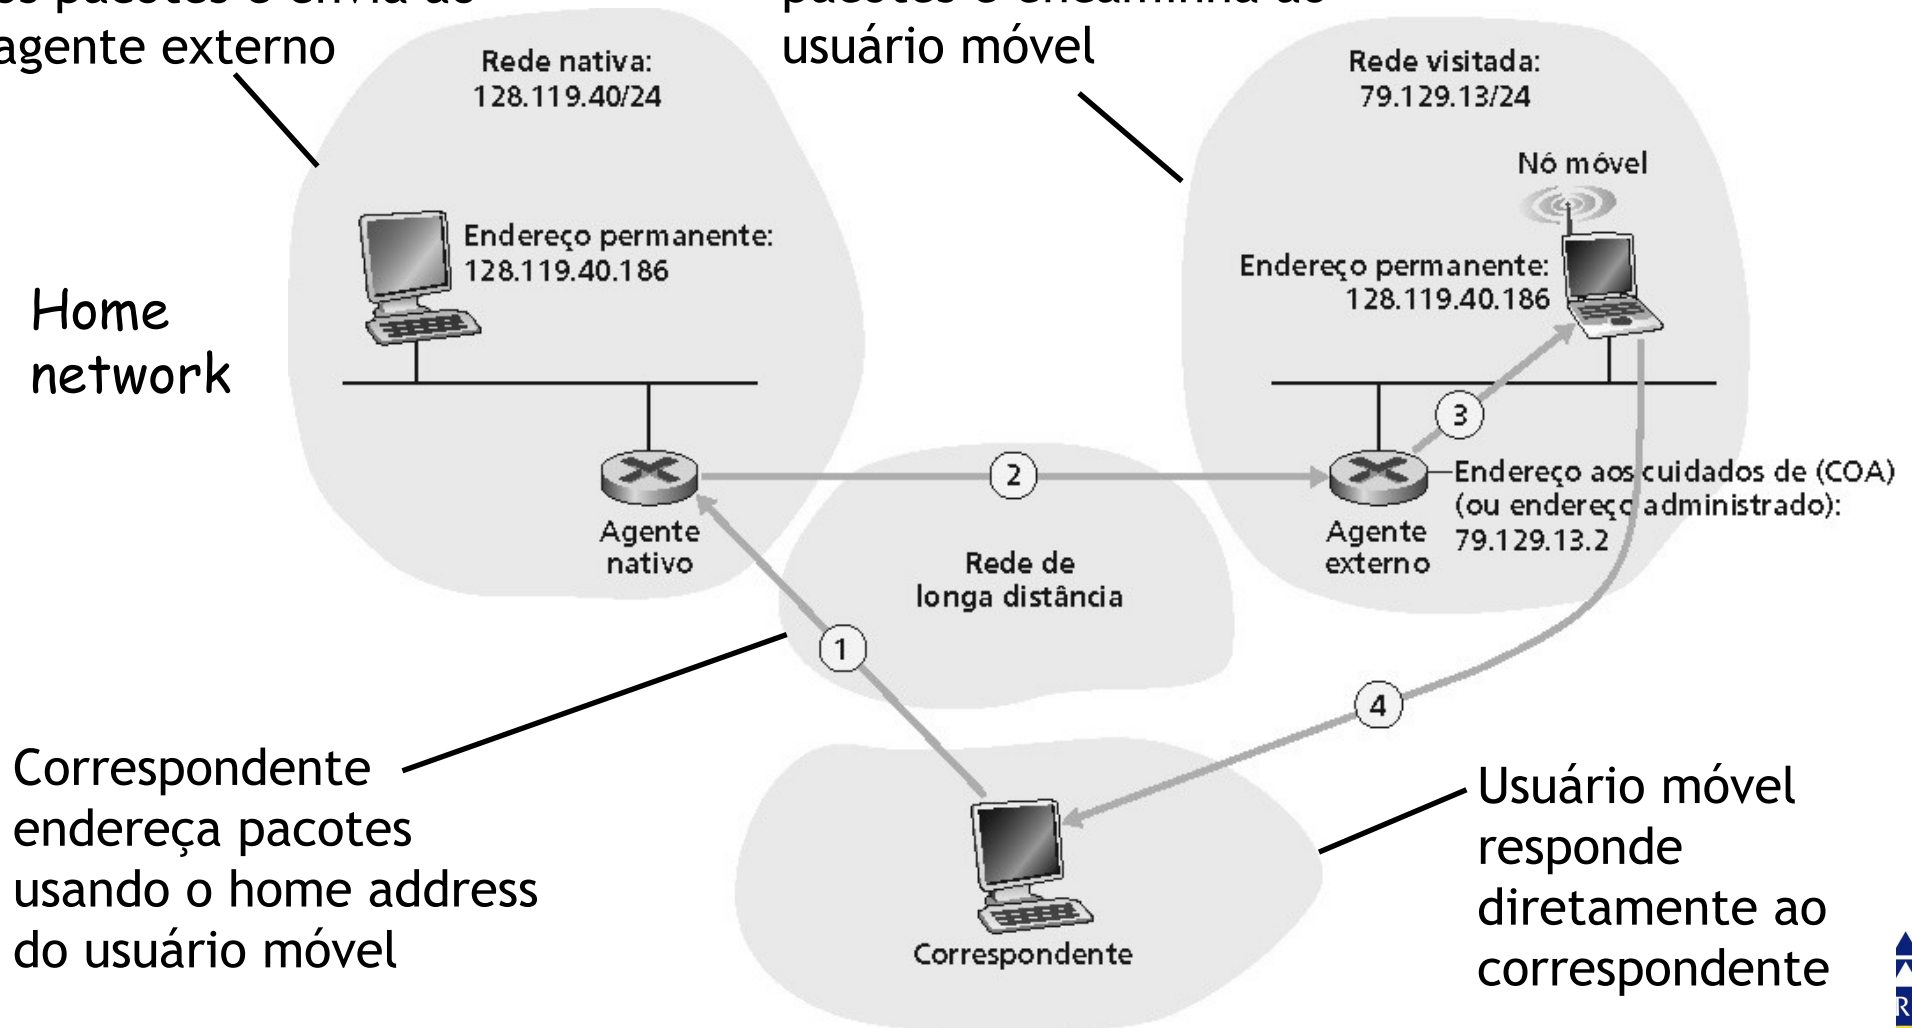 agente externo
usuário móvel
Rede nativa:
128.119.40/24
Rede visitada:
79.129.13/24
Nó móvel
Endereço permanente:
128.119.40.186
Endereço permanente:
128.119.40.186
Home
network
3
2
Endereço aos cuidados de (COA)
(ou endereço administrado):
79.129.13.2
Agente
nativo
Agente
externo
Rede de
longa distância
1
4
Correspondente
endereça pacotes
usando o home address
do usuário móvel
Usuário móvel
responde
diretamente ao
correspondente
Correspondente
R